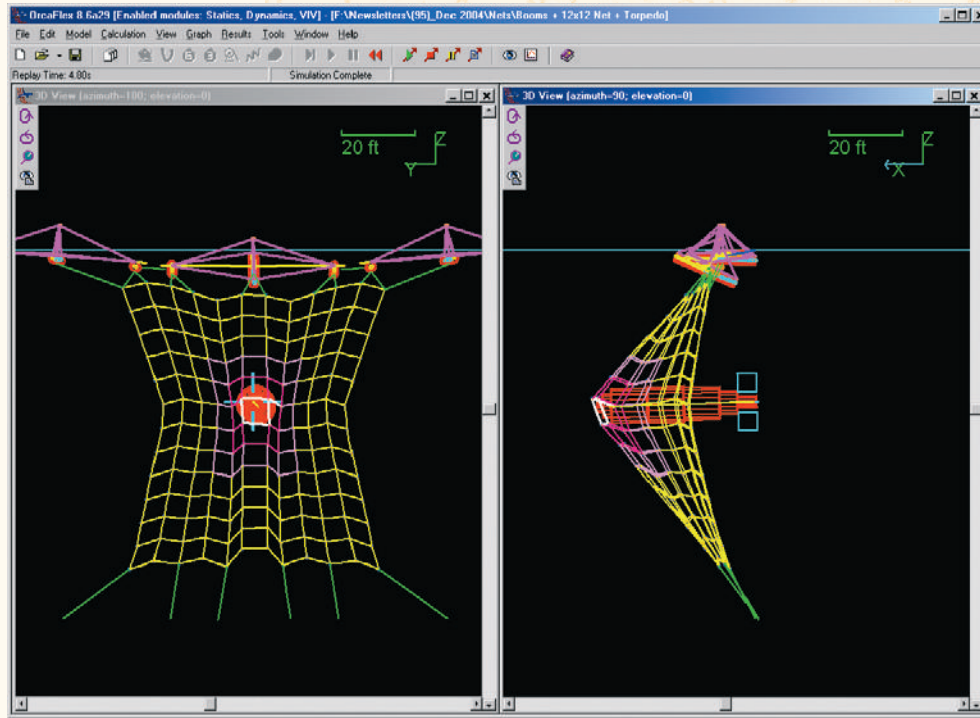 OrcaFlex 8.6a29 [Enabled modules: Statics, Dynamics, VIV] - [F:\Newsletters\(95)_Dec 2004\Nets\Booms + 12x12 Net + Torpedo]
File Edit Model Calculation View Graph Results Tools Window Help
Replay Time: 4.80s
Simulation Complete
3D View (azimuth=180; elevation=0)
20 ft
Z
Y
3D View (azimuth=90; elevation=0)
20 ft
Z
X